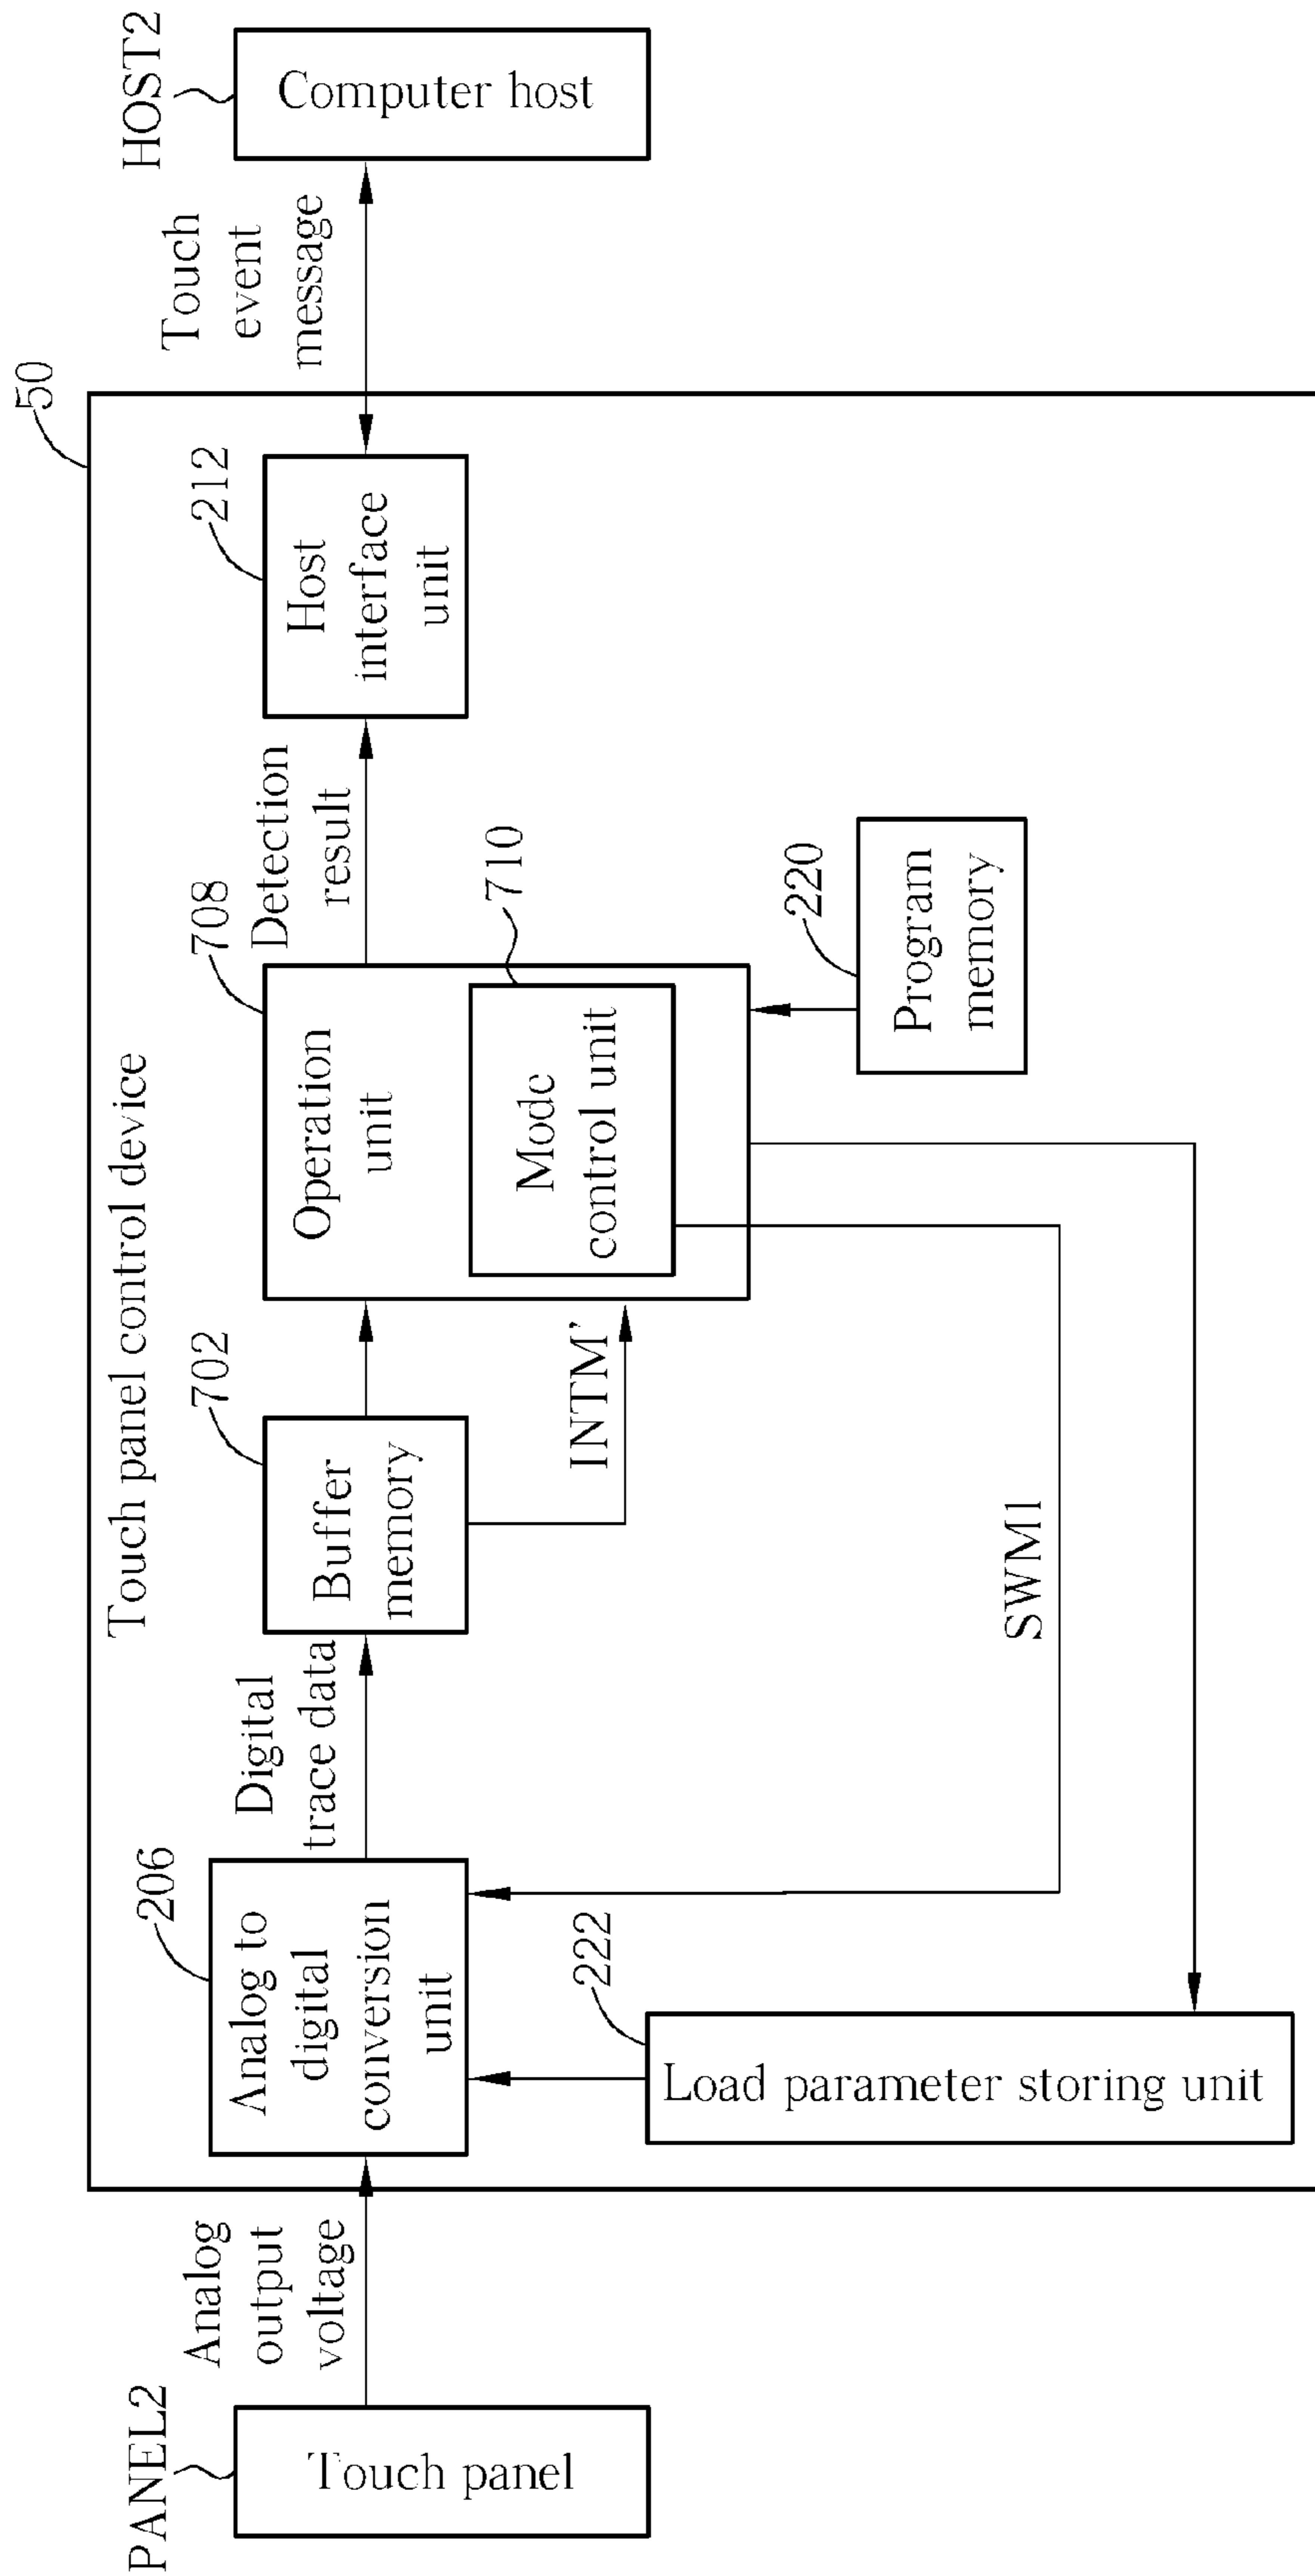 Touch panel control device
50
PANEL2
Touch panel
Analog
output
voltage
206
Analog to
digital
conversion
unit
222
Load parameter storing unit
Digital
trace data
702
Buffer
memory
INTM'
SWM1
708
Operation
unit
710
Mode
control unit
220
Program
memory
Detection
result
212
Host
interface
unit
Touch
event
message
HOST2
Computer host